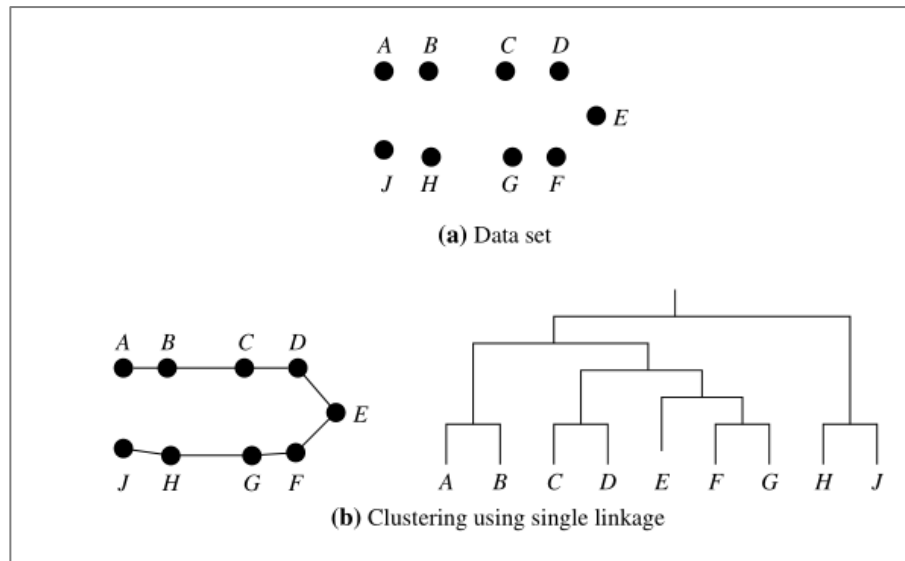 A B C D
E
J H G F
(a) Data set
A B C D
E
J H G F
A B C D E F G H J
(b) Clustering using single linkage